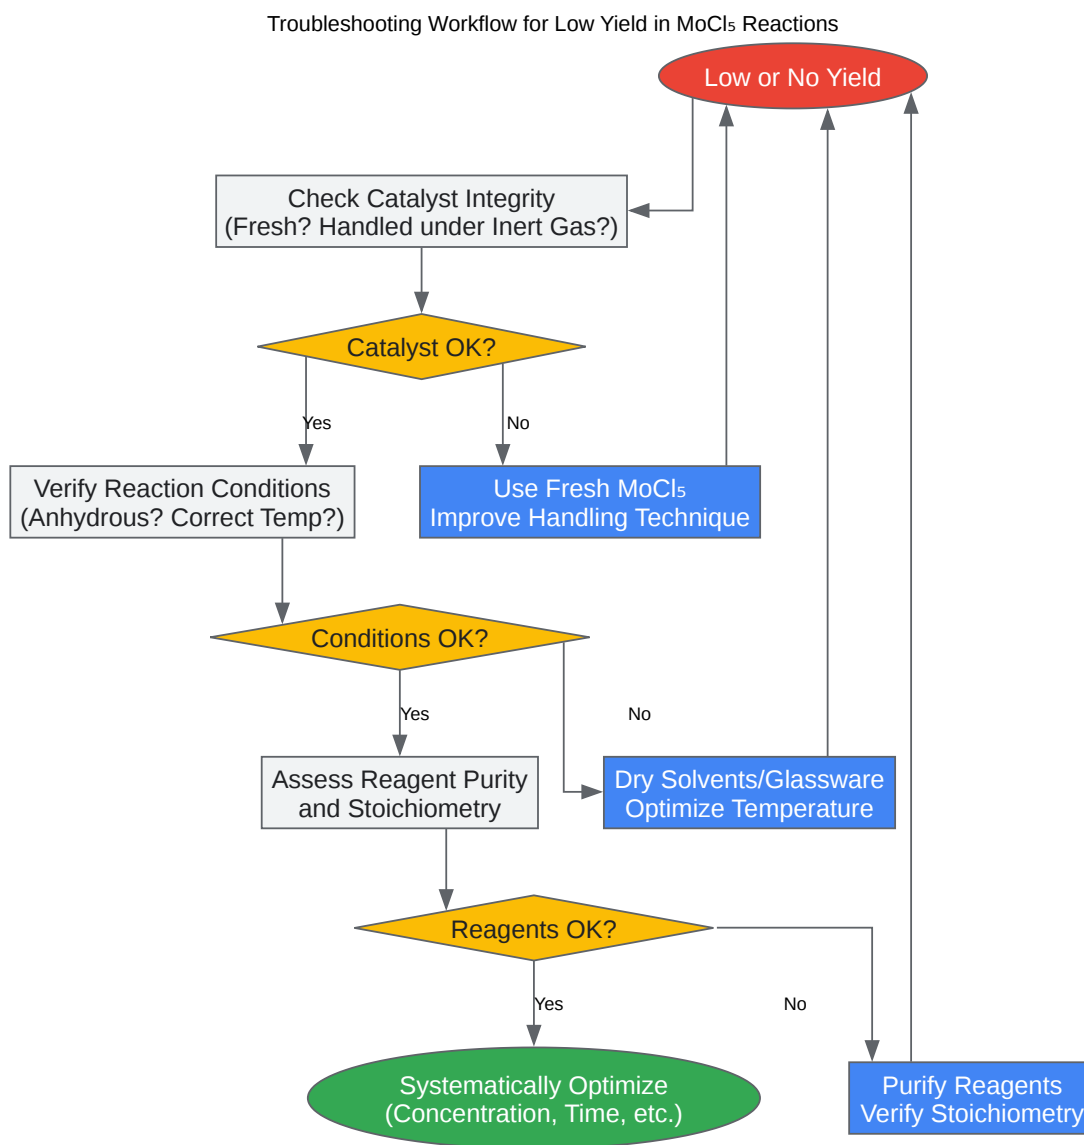 Troubleshooting Workflow for Low Yield in MoCl₅ Reactions
Low or No Yield
Check Catalyst Integrity
(Fresh? Handled under Inert Gas?)
Catalyst OK?
Yes
No
Verify Reaction Conditions
(Anhydrous? Correct Temp?)
Use Fresh MoCl₅
Improve Handling Technique
Conditions OK?
Yes
No
Assess Reagent Purity
and Stoichiometry
Dry Solvents/Glassware
Optimize Temperature
Reagents OK?
Yes
No
Systematically Optimize
(Concentration, Time, etc.)
Purify Reagents
Verify Stoichiometry